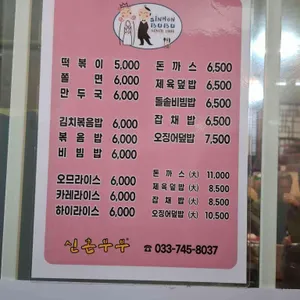 SINHON
BUBU
떡볶이 5,000
쫄면 6,000
만두국 6,000
김치볶음밥 6,000
볶음밥 6,000
비빔밥 6,000
오므라이스 6,000
카레라이스 6,000
하이라이스 6,000
돈까스 6,500
제육덮밥 6,500
돌솥비빔밥 6,500
잡채밥 6,500
오징어덮밥 7,500
돈까스(大) 11,000
제육덮밥(大) 8,500
잡채밥(大) 8,500
오징어덮밥(大) 10,500
신혼부부 ☎ 033-745-8037